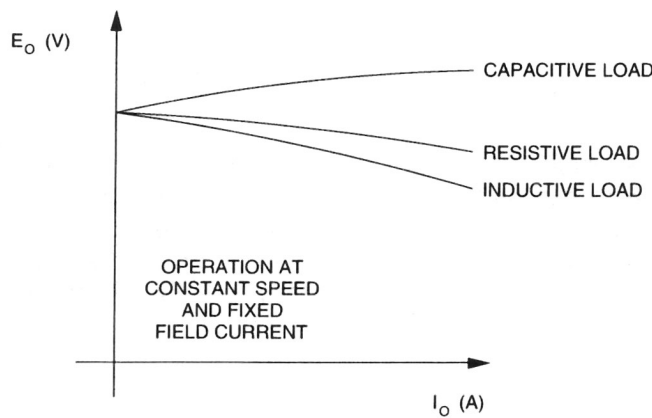 E_O (V)
CAPACITIVE LOAD
RESISTIVE LOAD
INDUCTIVE LOAD
OPERATION AT
CONSTANT SPEED
AND FIXED
FIELD CURRENT
I_O (A)